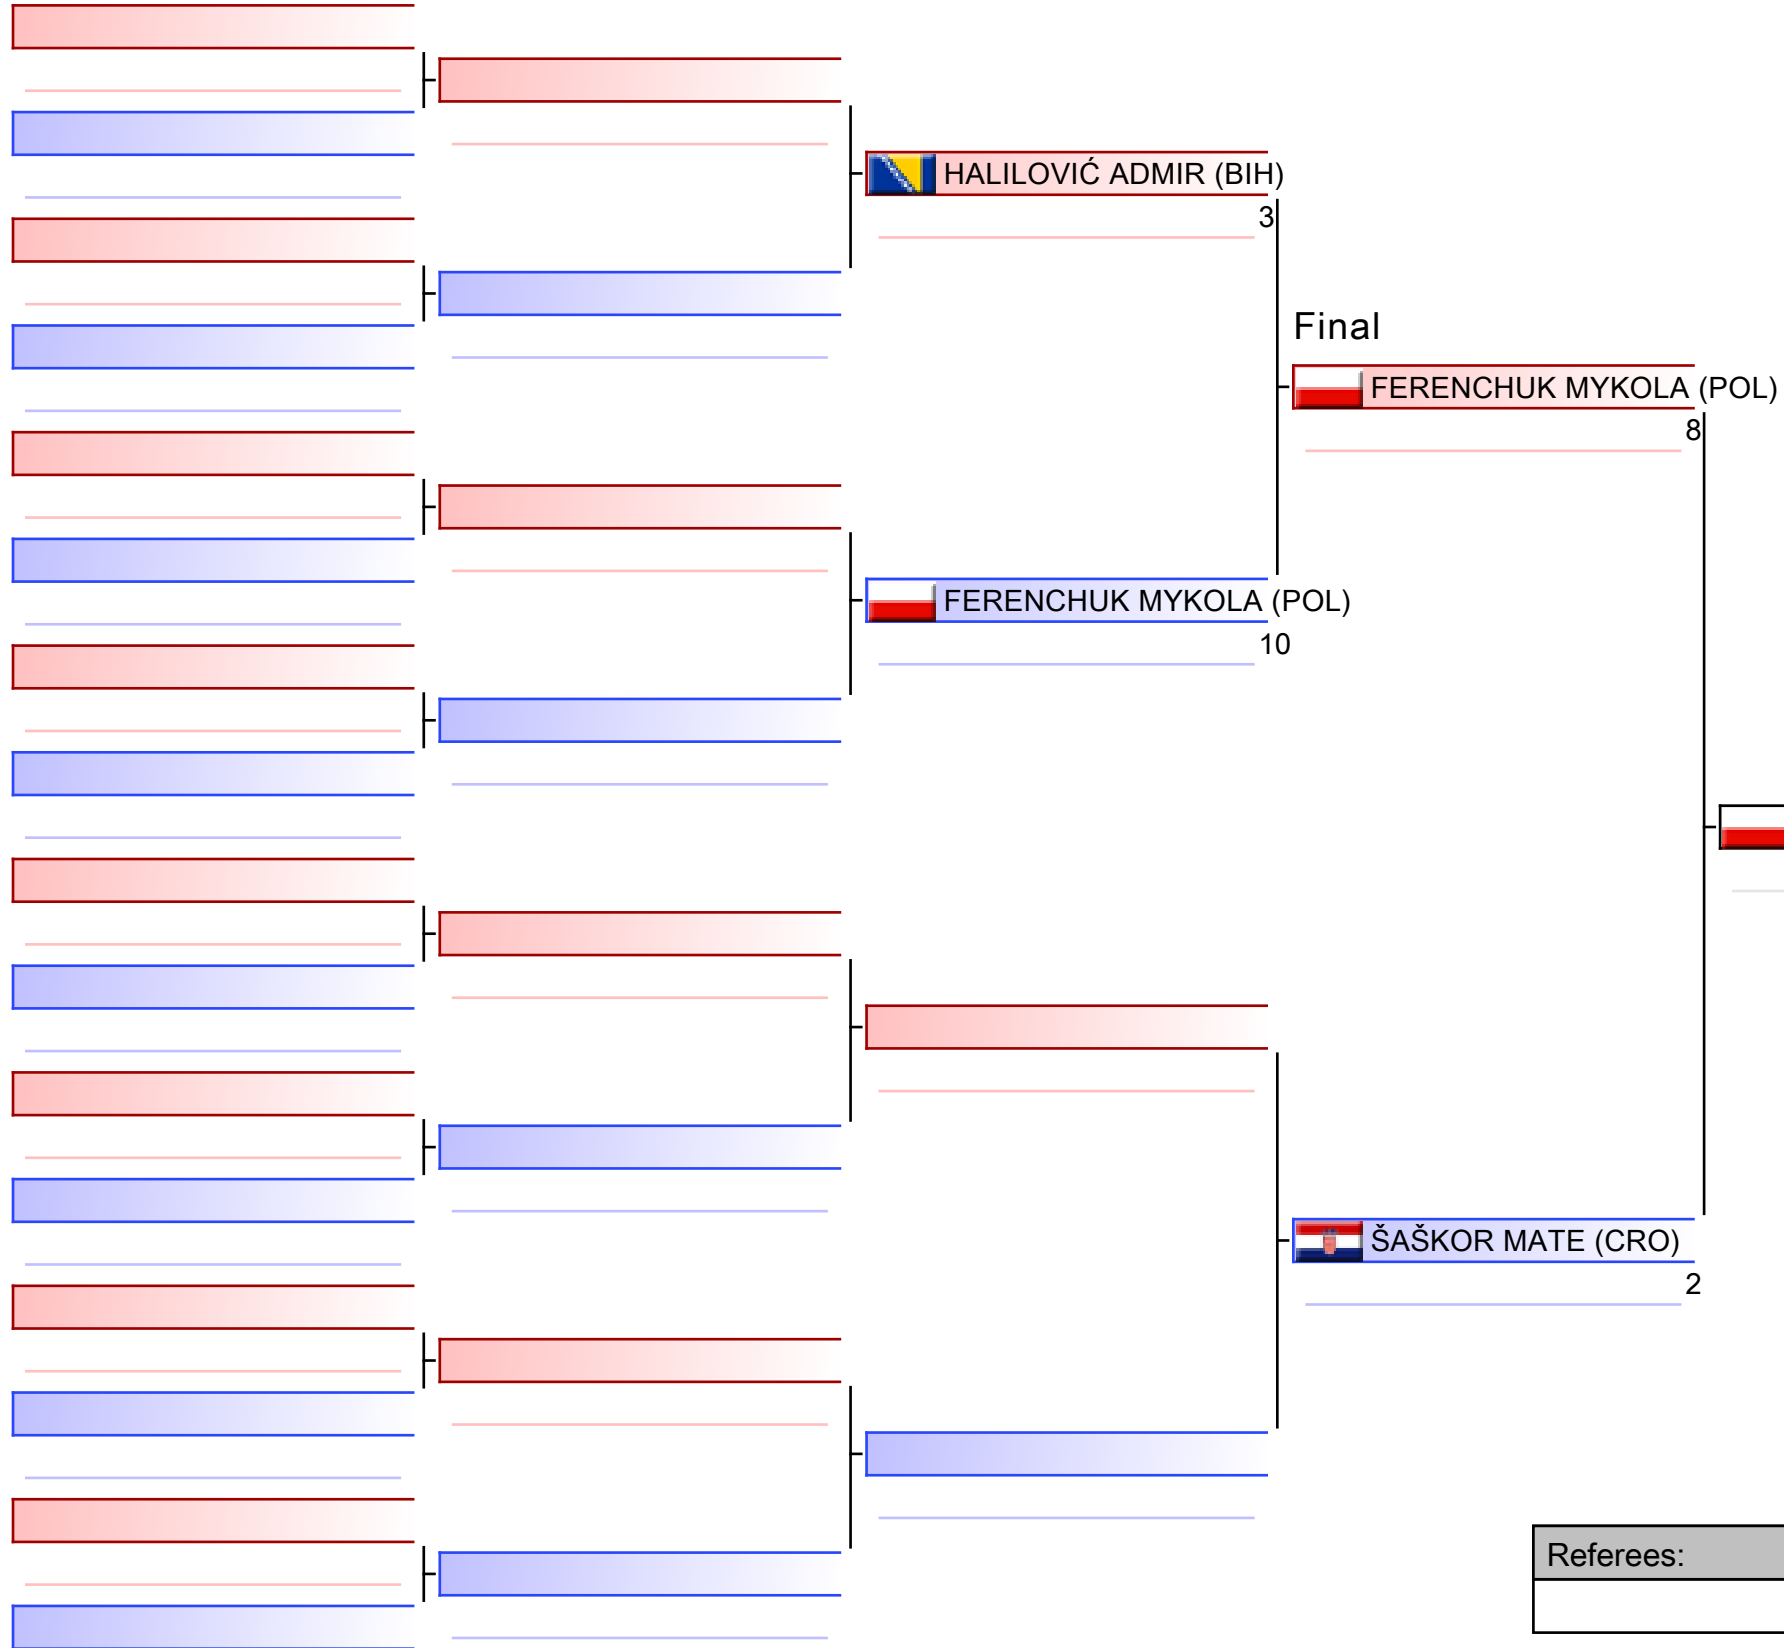 HALILOVIĆ ADMIR (BIH)
3
Final
FERENCHUK MYKOLA (POL)
8
FERENCHUK MYKOLA (POL)
10
ŠAŠKOR MATE (CRO)
2
Referees: